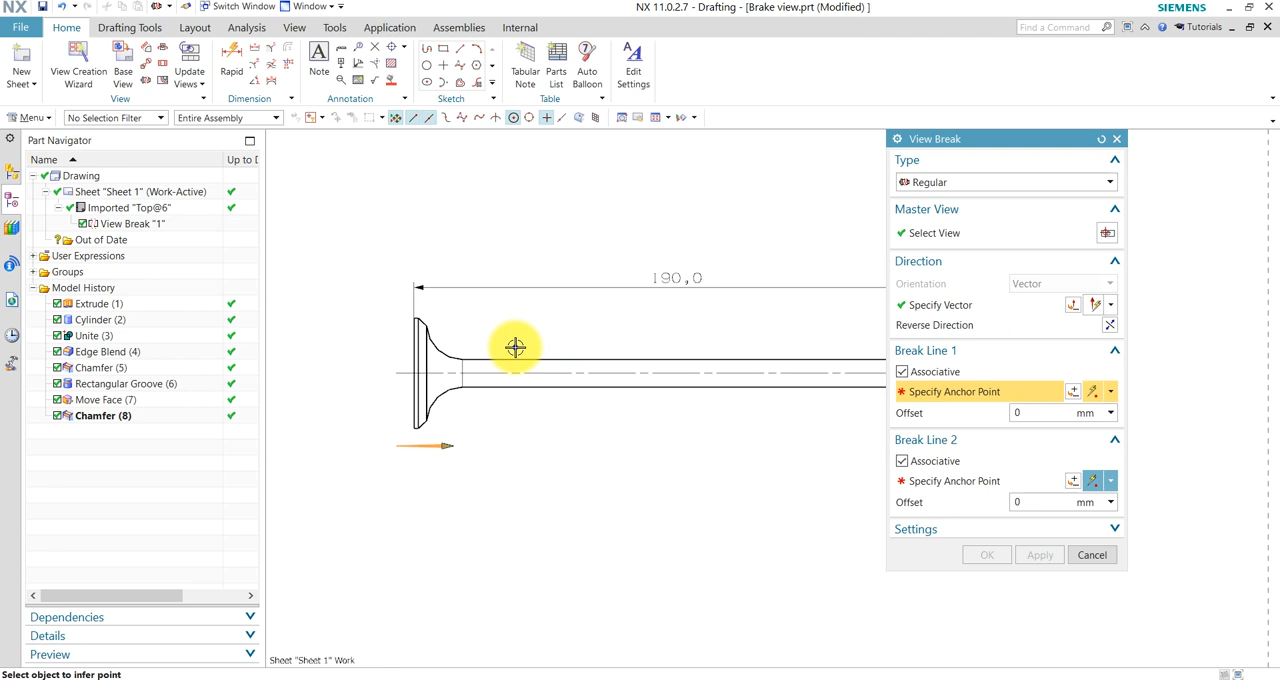 NX
Switch Window
Window
NX 11.0.2.7 - Drafting - [Brake view.prt (Modified) ]
SIEMENS
File
Home
Drafting Tools
Layout
Analysis
View
Tools
Application
Assemblies
Internal
Find a Command
Tutorials
New Sheet
View Creation Wizard
Base View
Update Views
Rapid
Note
Tabular Note
Parts List
Auto Balloon
Edit Settings
View
Dimension
Annotation
Sketch
Table
Menu
No Selection Filter
Entire Assembly
Part Navigator
Name
Up to D
Drawing
Sheet "Sheet 1" (Work-Active)
Imported "Top@6"
View Break "1"
Out of Date
User Expressions
Groups
Model History
Extrude (1)
Cylinder (2)
Unite (3)
Edge Blend (4)
Chamfer (5)
Rectangular Groove (6)
Move Face (7)
Chamfer (8)
Dependencies
Details
Preview
190,0
Sheet "Sheet 1" Work
View Break
Type
Regular
Master View
Select View
Direction
Orientation
Vector
Specify Vector
Reverse Direction
Break Line 1
Associative
* Specify Anchor Point
Offset 0 mm
Break Line 2
Associative
* Specify Anchor Point
Offset 0 mm
Settings
OK
Apply
Cancel
Select object to infer point